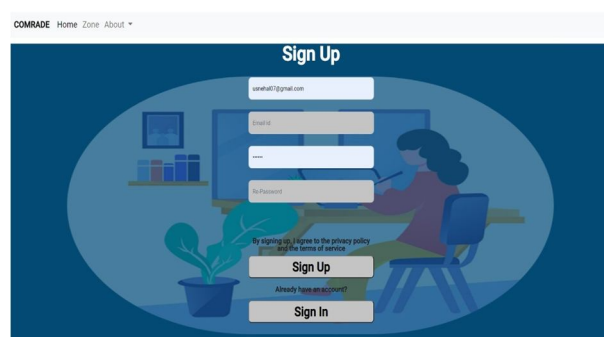 COMRADE Home Zone About
Sign Up
usnehal07@gmail.com
Email id
•••••
Re-Password
By signing up, I agree to the privacy policy
and the terms of service
Sign Up
Already have an account?
Sign In